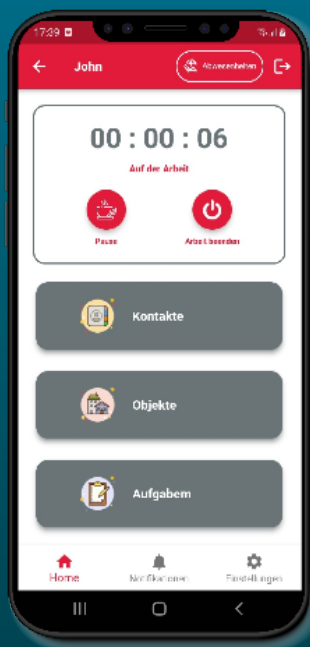 17:39
John
Abwesenheiten
00 : 00 : 06
Auf der Arbeit
Pause
Arbeit beenden
Kontakte
Objekte
Aufgabem
Home
Notifikationen
Einstellungen